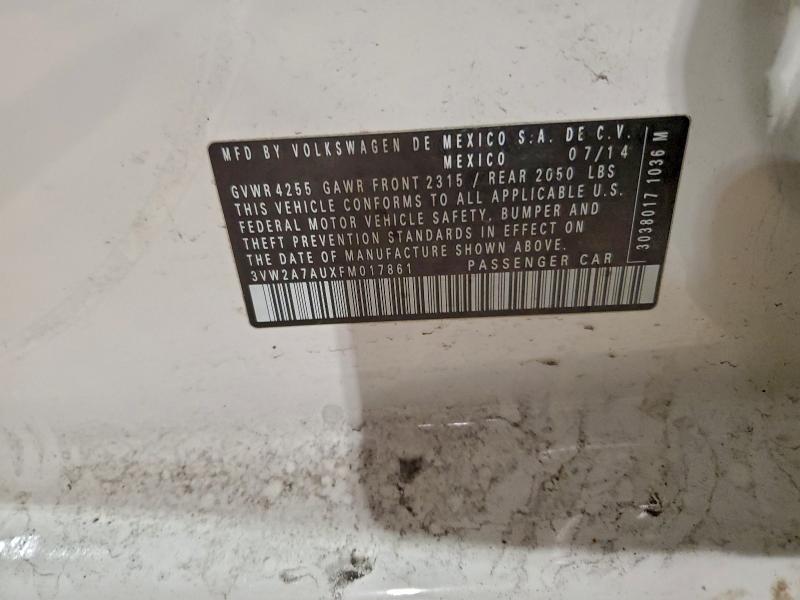 MFD BY VOLKSWAGEN DE MEXICO S.A. DE C.V.
MEXICO 07/14
GVWR 4255 GAWR FRONT 2315 / REAR 2050 LBS
THIS VEHICLE CONFORMS TO ALL APPLICABLE U.S.
FEDERAL MOTOR VEHICLE SAFETY, BUMPER AND
THEFT PREVENTION STANDARDS IN EFFECT ON
THE DATE OF MANUFACTURE SHOWN ABOVE.
3VW2A7AUXFM017861 PASSENGER CAR
3038017 1036 M